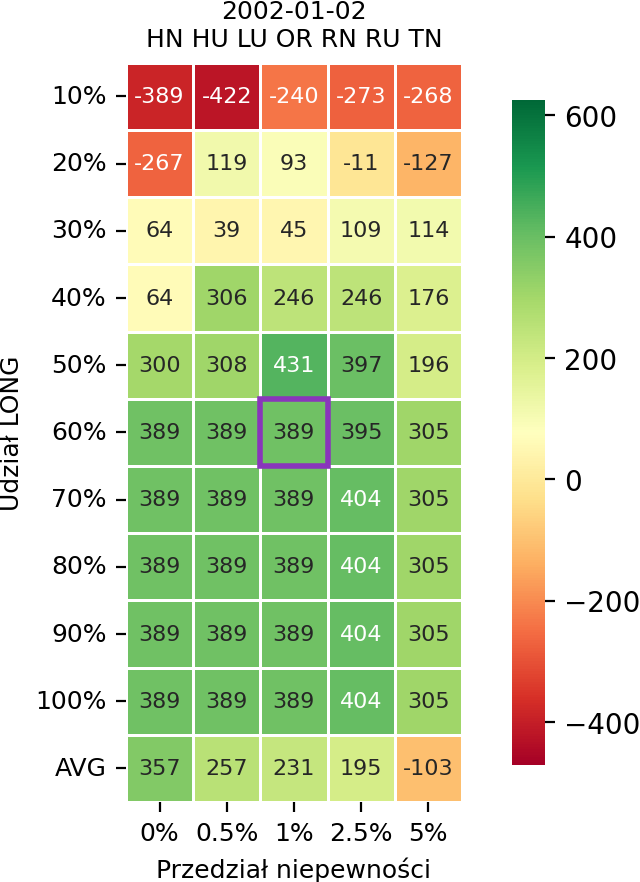 2002-01-02
HN HU LU OR RN RU TN
10% -389 -422 -240 -273 -268
20% -267 119 93 -11 -127
30% 64 39 45 109 114
40% 64 306 246 246 176
50% 300 308 431 397 196
60% 389 389 389 395 305
70% 389 389 389 404 305
80% 389 389 389 404 305
90% 389 389 389 404 305
100% 389 389 389 404 305
AVG 357 257 231 195 -103
0% 0.5% 1% 2.5% 5%
Przedział niepewności
Udział LONG
600
400
200
0
−200
−400